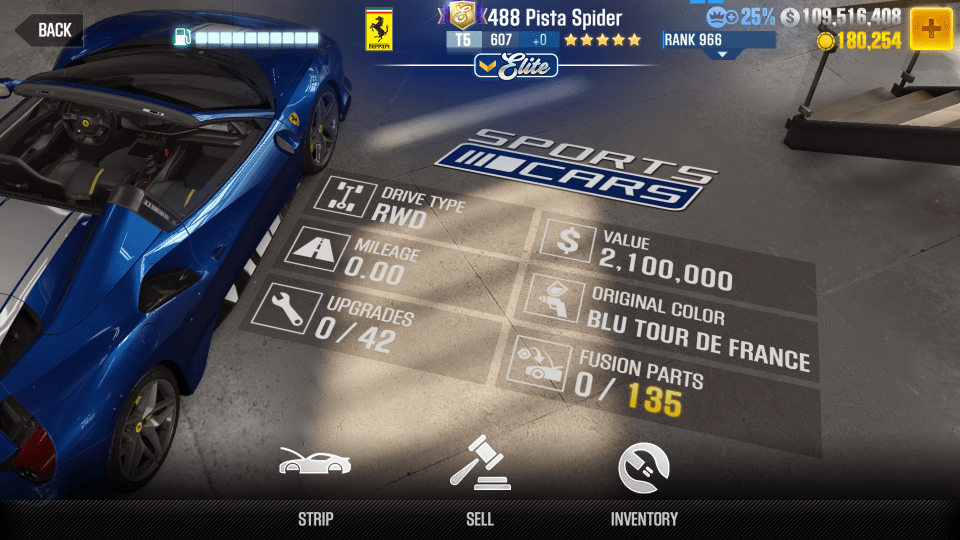 BACK
Ferrari
S
488 Pista Spider
T5 607 +0
Elite
25%
$ 109,516,408
RANK 966
180,254
SPORTS
CARS
DRIVE TYPE
RWD
MILEAGE
0.00
UPGRADES
0 / 42
$ VALUE
2,100,000
ORIGINAL COLOR
BLU TOUR DE FRANCE
FUSION PARTS
0 / 135
STRIP
SELL
INVENTORY